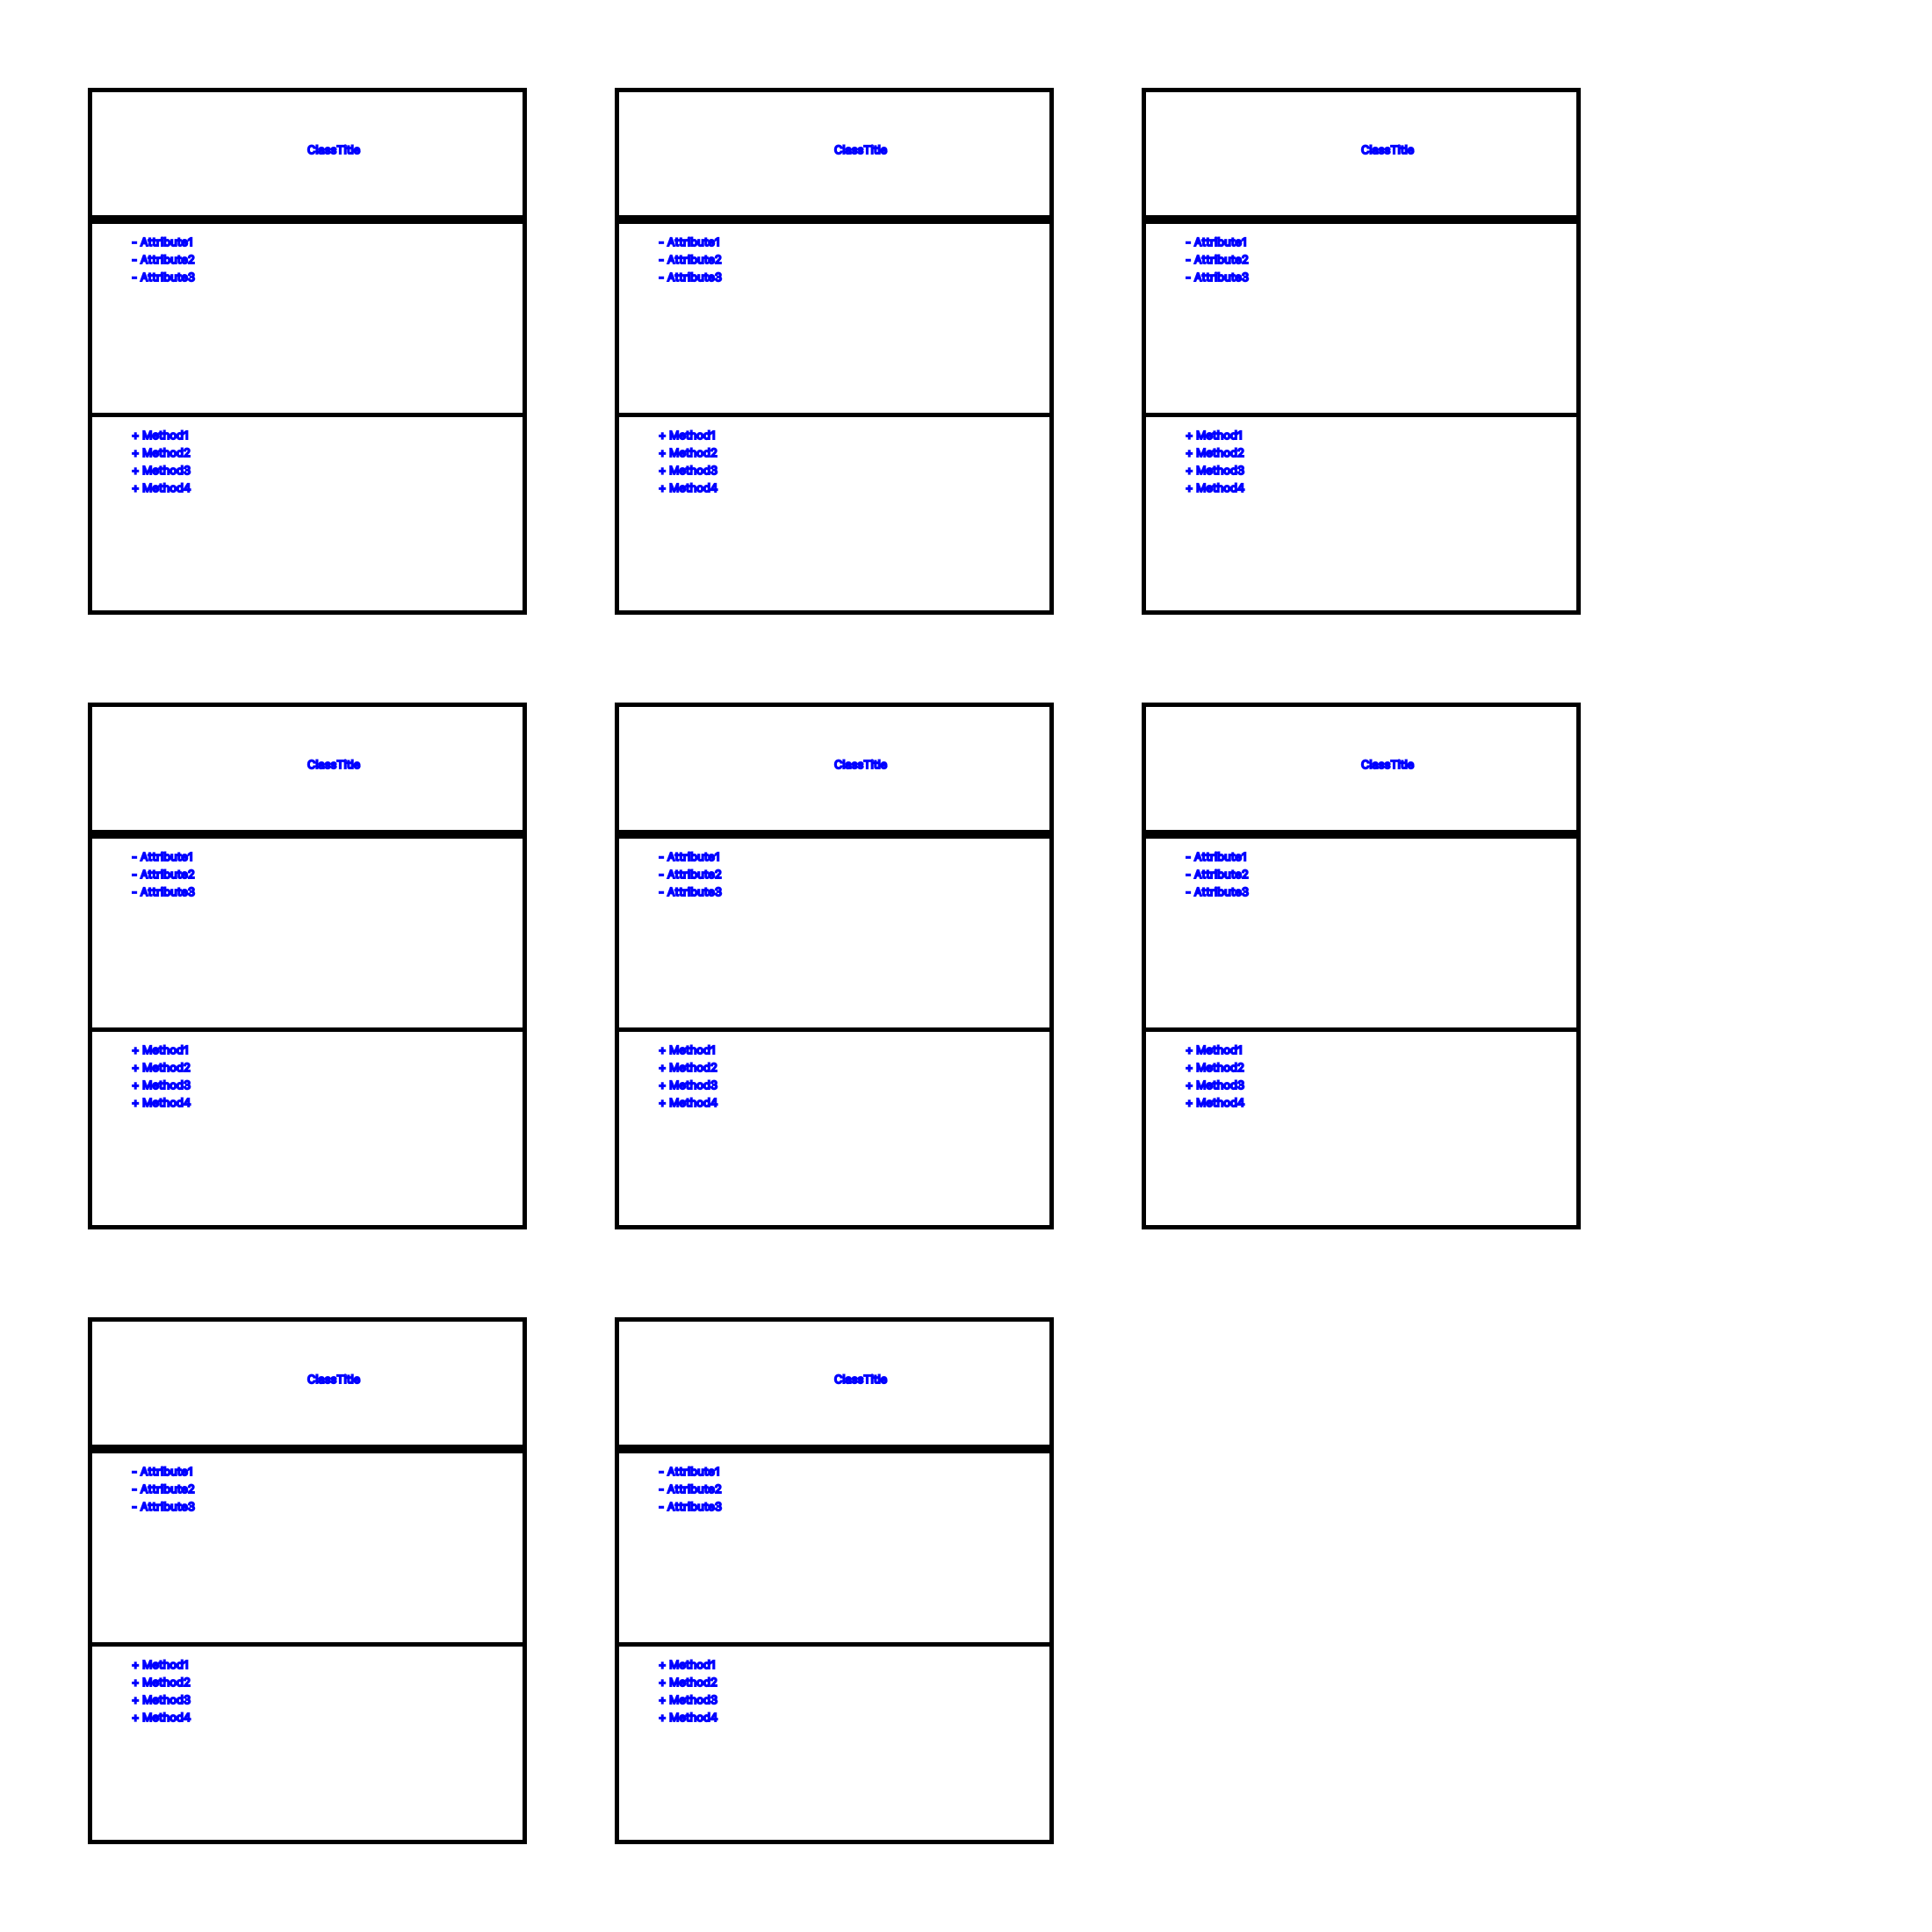 ClassTitle
- Attribute1
- Attribute2
- Attribute3
+ Method1
+ Method2
+ Method3
+ Method4
ClassTitle
- Attribute1
- Attribute2
- Attribute3
+ Method1
+ Method2
+ Method3
+ Method4
ClassTitle
- Attribute1
- Attribute2
- Attribute3
+ Method1
+ Method2
+ Method3
+ Method4
ClassTitle
- Attribute1
- Attribute2
- Attribute3
+ Method1
+ Method2
+ Method3
+ Method4
ClassTitle
- Attribute1
- Attribute2
- Attribute3
+ Method1
+ Method2
+ Method3
+ Method4
ClassTitle
- Attribute1
- Attribute2
- Attribute3
+ Method1
+ Method2
+ Method3
+ Method4
ClassTitle
- Attribute1
- Attribute2
- Attribute3
+ Method1
+ Method2
+ Method3
+ Method4
ClassTitle
- Attribute1
- Attribute2
- Attribute3
+ Method1
+ Method2
+ Method3
+ Method4